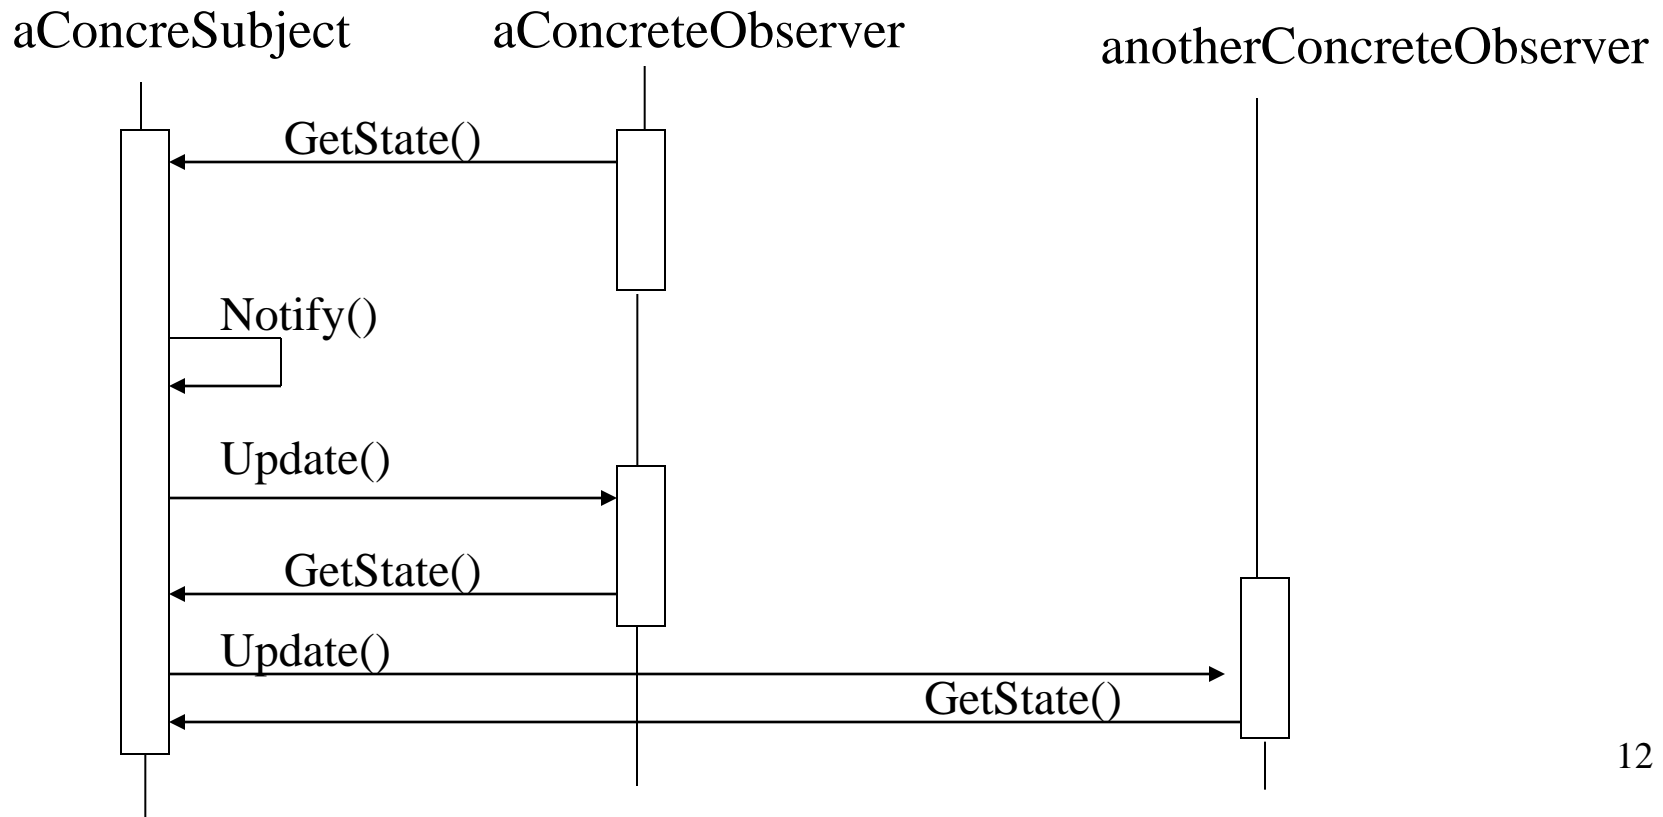 aConcreSubject
aConcreteObserver
anotherConcreteObserver
GetState()
Notify()
Update()
GetState()
Update()
GetState()
12